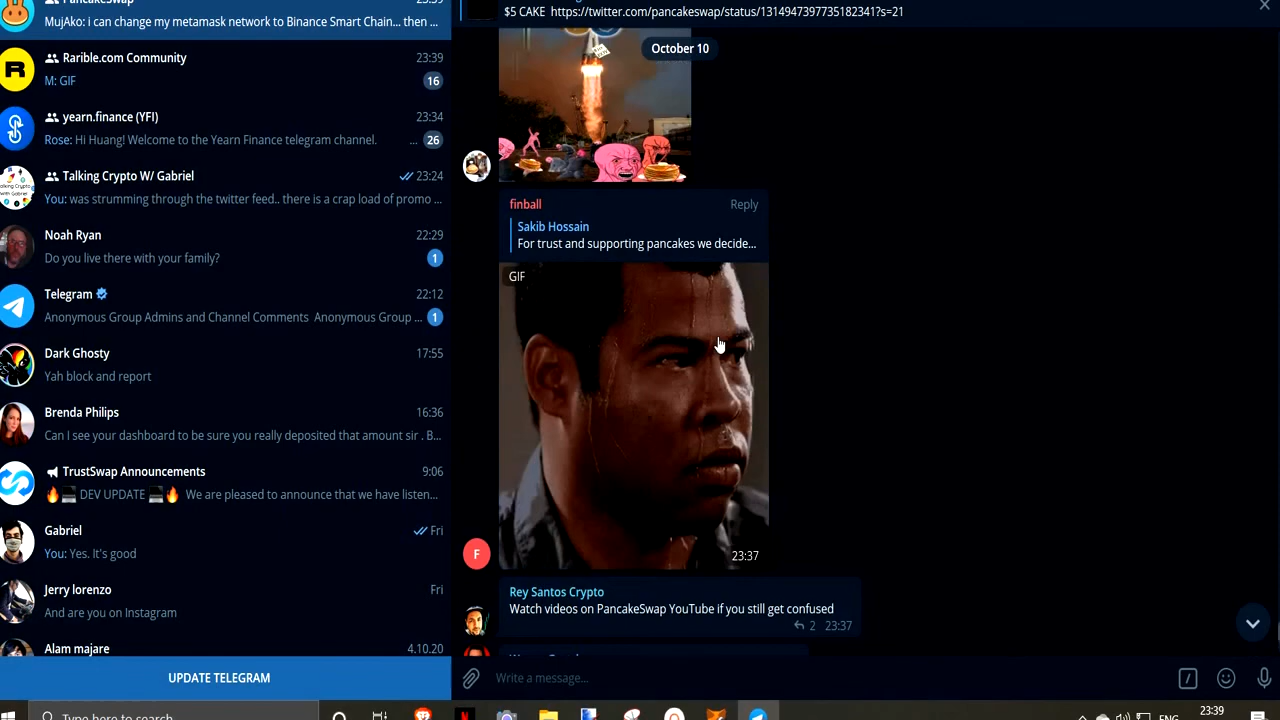 23:39
MujAko: i can change my metamask network to Binance Smart Chain... then ...
Rarible.com Community 23:39
M: GIF 16
yearn.finance (YFI) 23:34
Rose: Hi Huang! Welcome to the Yearn Finance telegram channel. ... 26
Talking Crypto W/ Gabriel 23:24
You: was strumming through the twitter feed.. there is a crap load of promo ...
Noah Ryan 22:29
Do you live there with your family? 1
Telegram 22:12
Anonymous Group Admins and Channel Comments Anonymous Group ... 1
Dark Ghosty 17:55
Yah block and report
Brenda Philips 16:36
Can I see your dashboard to be sure you really deposited that amount sir . B...
TrustSwap Announcements 9:06
🔥💻 DEV UPDATE 💻🔥 We are pleased to announce that we have listen...
Gabriel Fri
You: Yes. It's good
Jerry lorenzo Fri
And are you on Instagram
Alam majare 4.10.20
UPDATE TELEGRAM
$5 CAKE https://twitter.com/pancakeswap/status/1314947397735182341?s=21
October 10
finball Reply
Sakib Hossain
For trust and supporting pancakes we decide...
GIF
23:37
F
Rey Santos Crypto
Watch videos on PancakeSwap YouTube if you still get confused
2 23:37
Write a message...
Type here to search
ENG
23:39